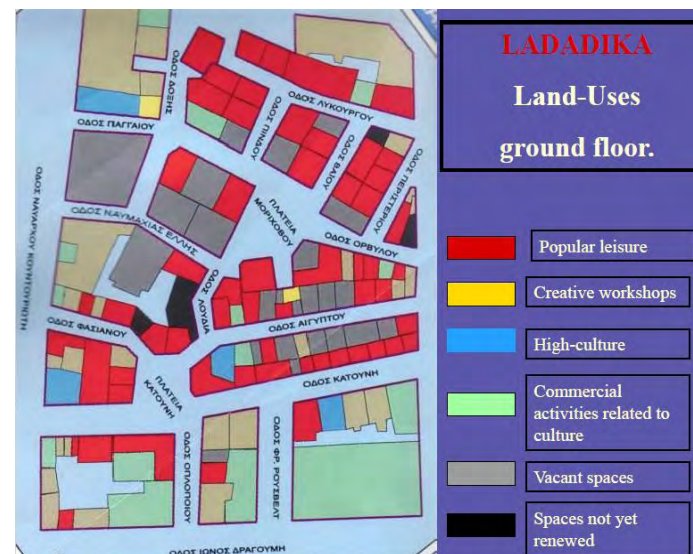 LADADIKA
Land-Uses
ground floor.
ΟΔΟΣ ΔΟΞΗΣ
ΟΔΟΣ ΛΥΚΟΥΡΓΟΥ
ΟΔΟΣ ΠΑΓΓΑΙΟΥ
ΟΔΟΣ ΠΙΝΔΟΥ
ΟΔΟΣ ΒΑΙΟΥ
ΟΔΟΣ ΠΕΡΙΣΤΕΡΙΟΥ
ΟΔΟΣ ΝΑΥΑΡΧΟΥ ΚΟΥΝΤΟΥΡΙΩΤΗ
ΟΔΟΣ ΝΑΥΜΑΧΙΑΣ ΕΛΛΗΣ
ΠΛΑΤΕΙΑ
ΜΟΡΙΧΟΒΟΥ
ΟΔΟΣ ΟΡΒΥΛΟΥ
ΟΔΟΣ ΛΟΥΔΙΑ
ΟΔΟΣ ΦΑΣΙΑΝΟΥ
ΟΔΟΣ ΑΙΓΥΠΤΟΥ
ΠΛΑΤΕΙΑ
ΚΑΤΟΥΝΗ
ΟΔΟΣ ΚΑΤΟΥΝΗ
ΟΔΟΣ ΟΠΛΟΠΟΙΟΥ
ΟΔΟΣ ΦΡ. ΡΟΥΣΒΕΛΤ
ΟΔΟΣ ΙΩΝΟΣ ΔΡΑΓΟΥΜΗ
Popular leisure
Creative workshops
High-culture
Commercial
activities related to
culture
Vacant spaces
Spaces not yet
renewed